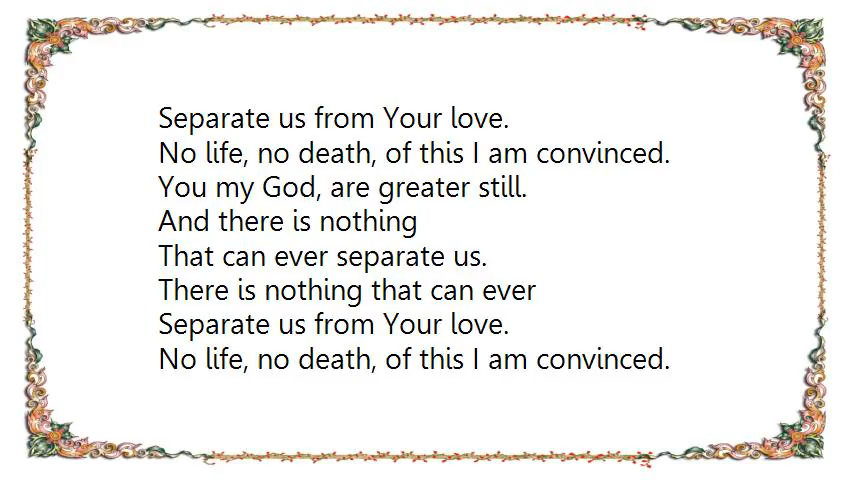 Separate us from Your love.
No life, no death, of this I am convinced.
You my God, are greater still.
And there is nothing
That can ever separate us.
There is nothing that can ever
Separate us from Your love.
No life, no death, of this I am convinced.